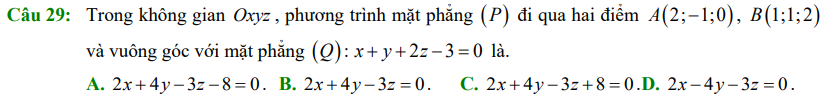 Câu 29: Trong không gian Oxyz , phương trình mặt phẳng (P) đi qua hai điểm A(2;−1;0), B(1;1;2)
và vuông góc với mặt phẳng (Q): x+y+2z−3=0 là.
A. 2x+4y−3z−8=0. B. 2x+4y−3z=0. C. 2x+4y−3z+8=0.D. 2x−4y−3z=0.